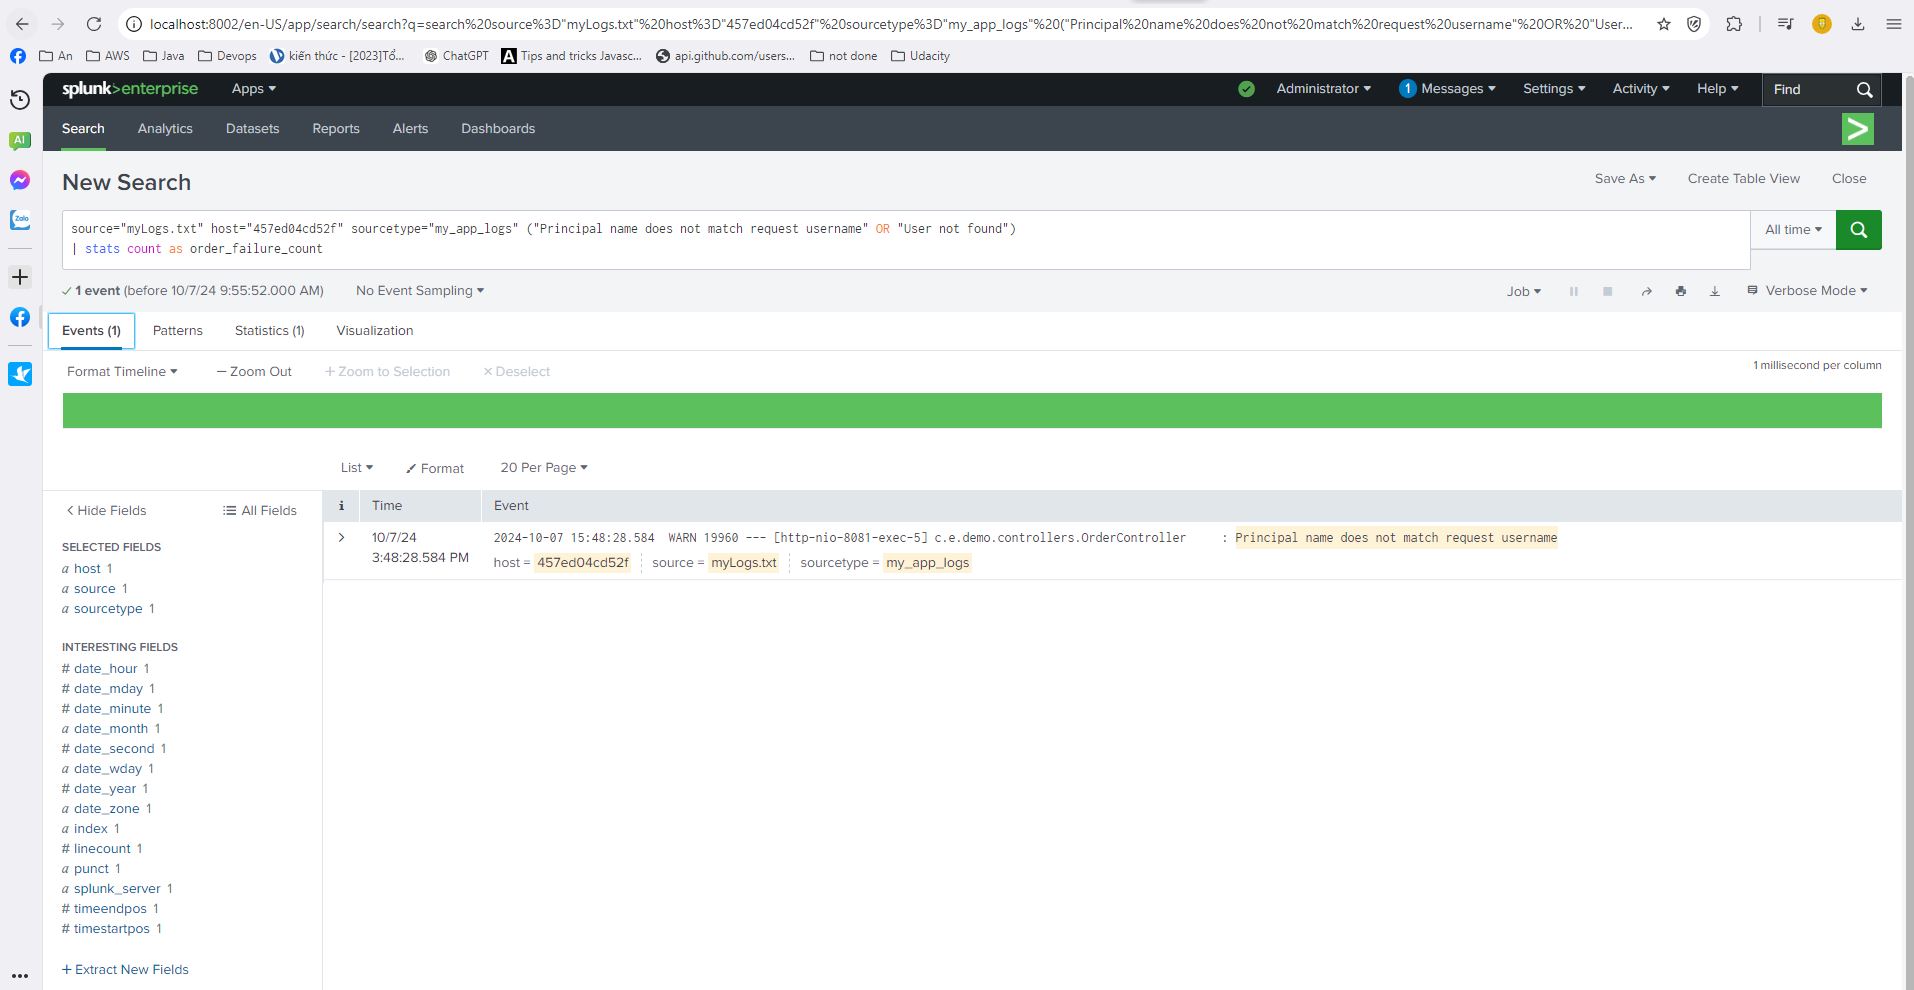 localhost:8002/en-US/app/search/search?q=search%20source%3D"myLogs.txt"%20host%3D"457ed04cd52f"%20sourcetype%3D"my_app_logs"%20("Principal%20name%20does%20not%20match%20request%20username"%20OR%20"User...
An AWS Java Devops kiến thức - [2023]Tổ... ChatGPT Tips and tricks Javasc... api.github.com/users... not done Udacity
splunk>enterprise Apps Administrator 1 Messages Settings Activity Help Find
AI
Search Analytics Datasets Reports Alerts Dashboards
New Search Save As Create Table View Close
Zalo
source="myLogs.txt" host="457ed04cd52f" sourcetype="my_app_logs" ("Principal name does not match request username" OR "User not found") All time
| stats count as order_failure_count
1 event (before 10/7/24 9:55:52.000 AM) No Event Sampling Job Verbose Mode
Events (1) Patterns Statistics (1) Visualization
Format Timeline — Zoom Out + Zoom to Selection × Deselect 1 millisecond per column
List Format 20 Per Page
< Hide Fields All Fields i Time Event
SELECTED FIELDS
a host 1
a source 1
a sourcetype 1
> 10/7/24 2024-10-07 15:48:28.584 WARN 19960 --- [http-nio-8081-exec-5] c.e.demo.controllers.OrderController : Principal name does not match request username
3:48:28.584 PM host = 457ed04cd52f source = myLogs.txt sourcetype = my_app_logs
INTERESTING FIELDS
# date_hour 1
# date_mday 1
# date_minute 1
a date_month 1
# date_second 1
a date_wday 1
# date_year 1
a date_zone 1
a index 1
# linecount 1
a punct 1
a splunk_server 1
# timeendpos 1
# timestartpos 1
+ Extract New Fields